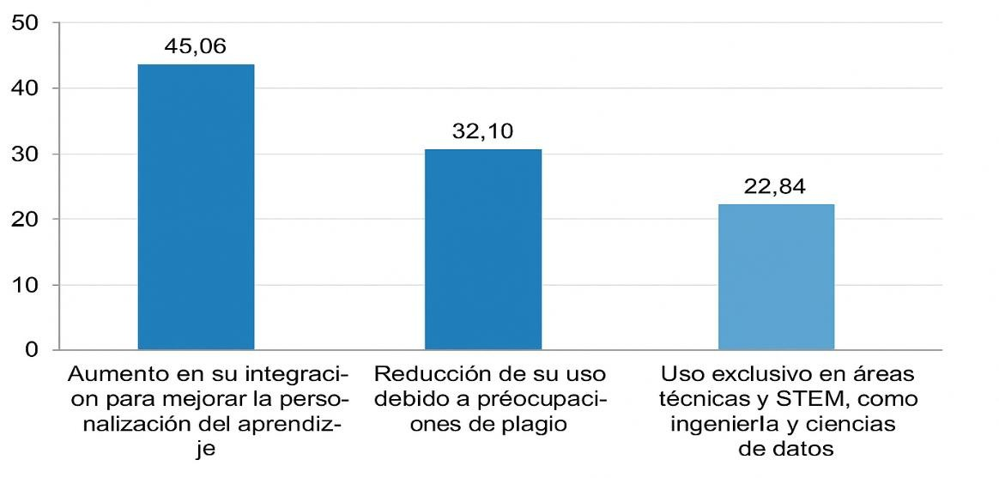 50
45,06
40
32,10
30
22,84
20
10
0
Aumento en su integraci-
on para mejorar la perso-
nalización del aprendiz-
je
Reducción de su uso
debido a préocupaci-
ones de plagio
Uso exclusivo en áreas
técnicas y STEM, como
ingenierla y ciencias
de datos